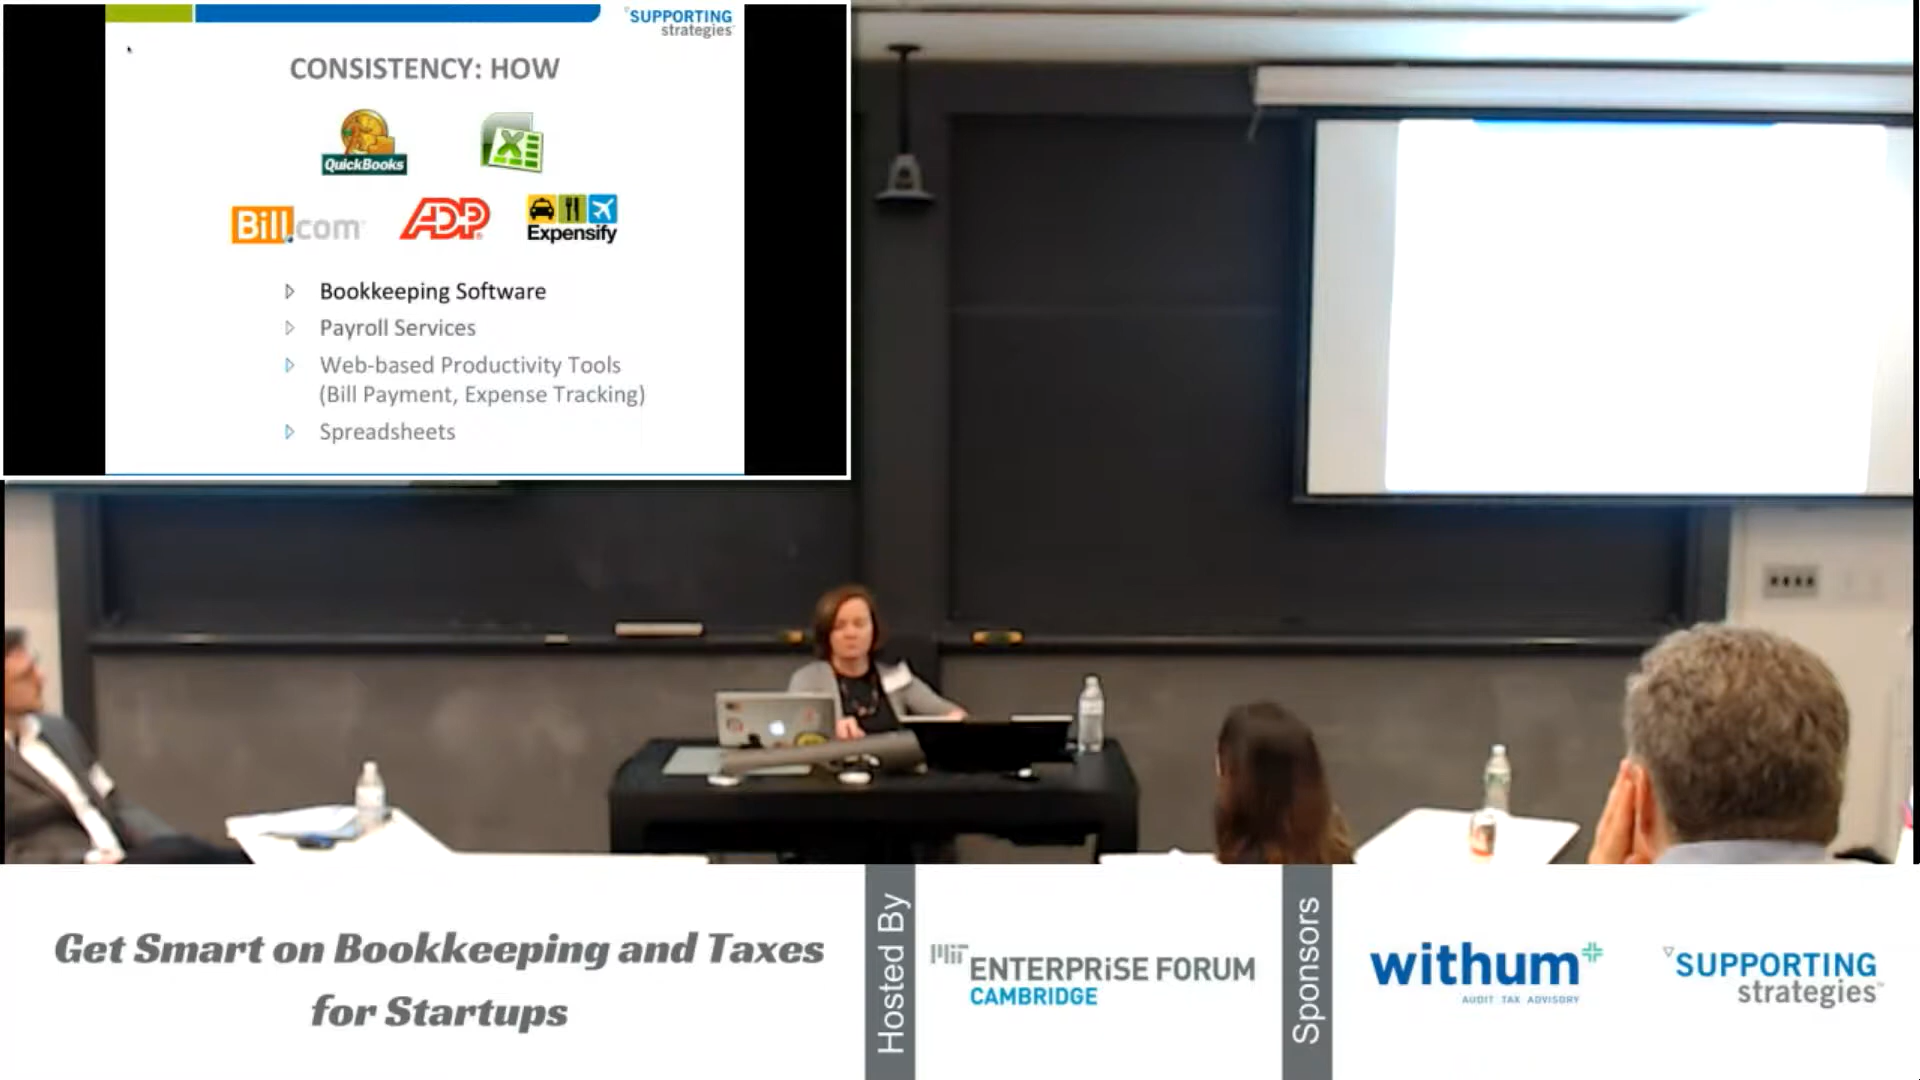 SUPPORTING
strategies
CONSISTENCY: HOW
QuickBooks
X
Bill.com
ADP
Expensify
Bookkeeping Software
Payroll Services
Web-based Productivity Tools
(Bill Payment, Expense Tracking)
Spreadsheets
Get Smart on Bookkeeping and Taxes
for Startups
Hosted By
MiT
ENTERPRiSE FORUM
CAMBRIDGE
Sponsors
withum+
AUDIT TAX ADVISORY
SUPPORTING
strategies